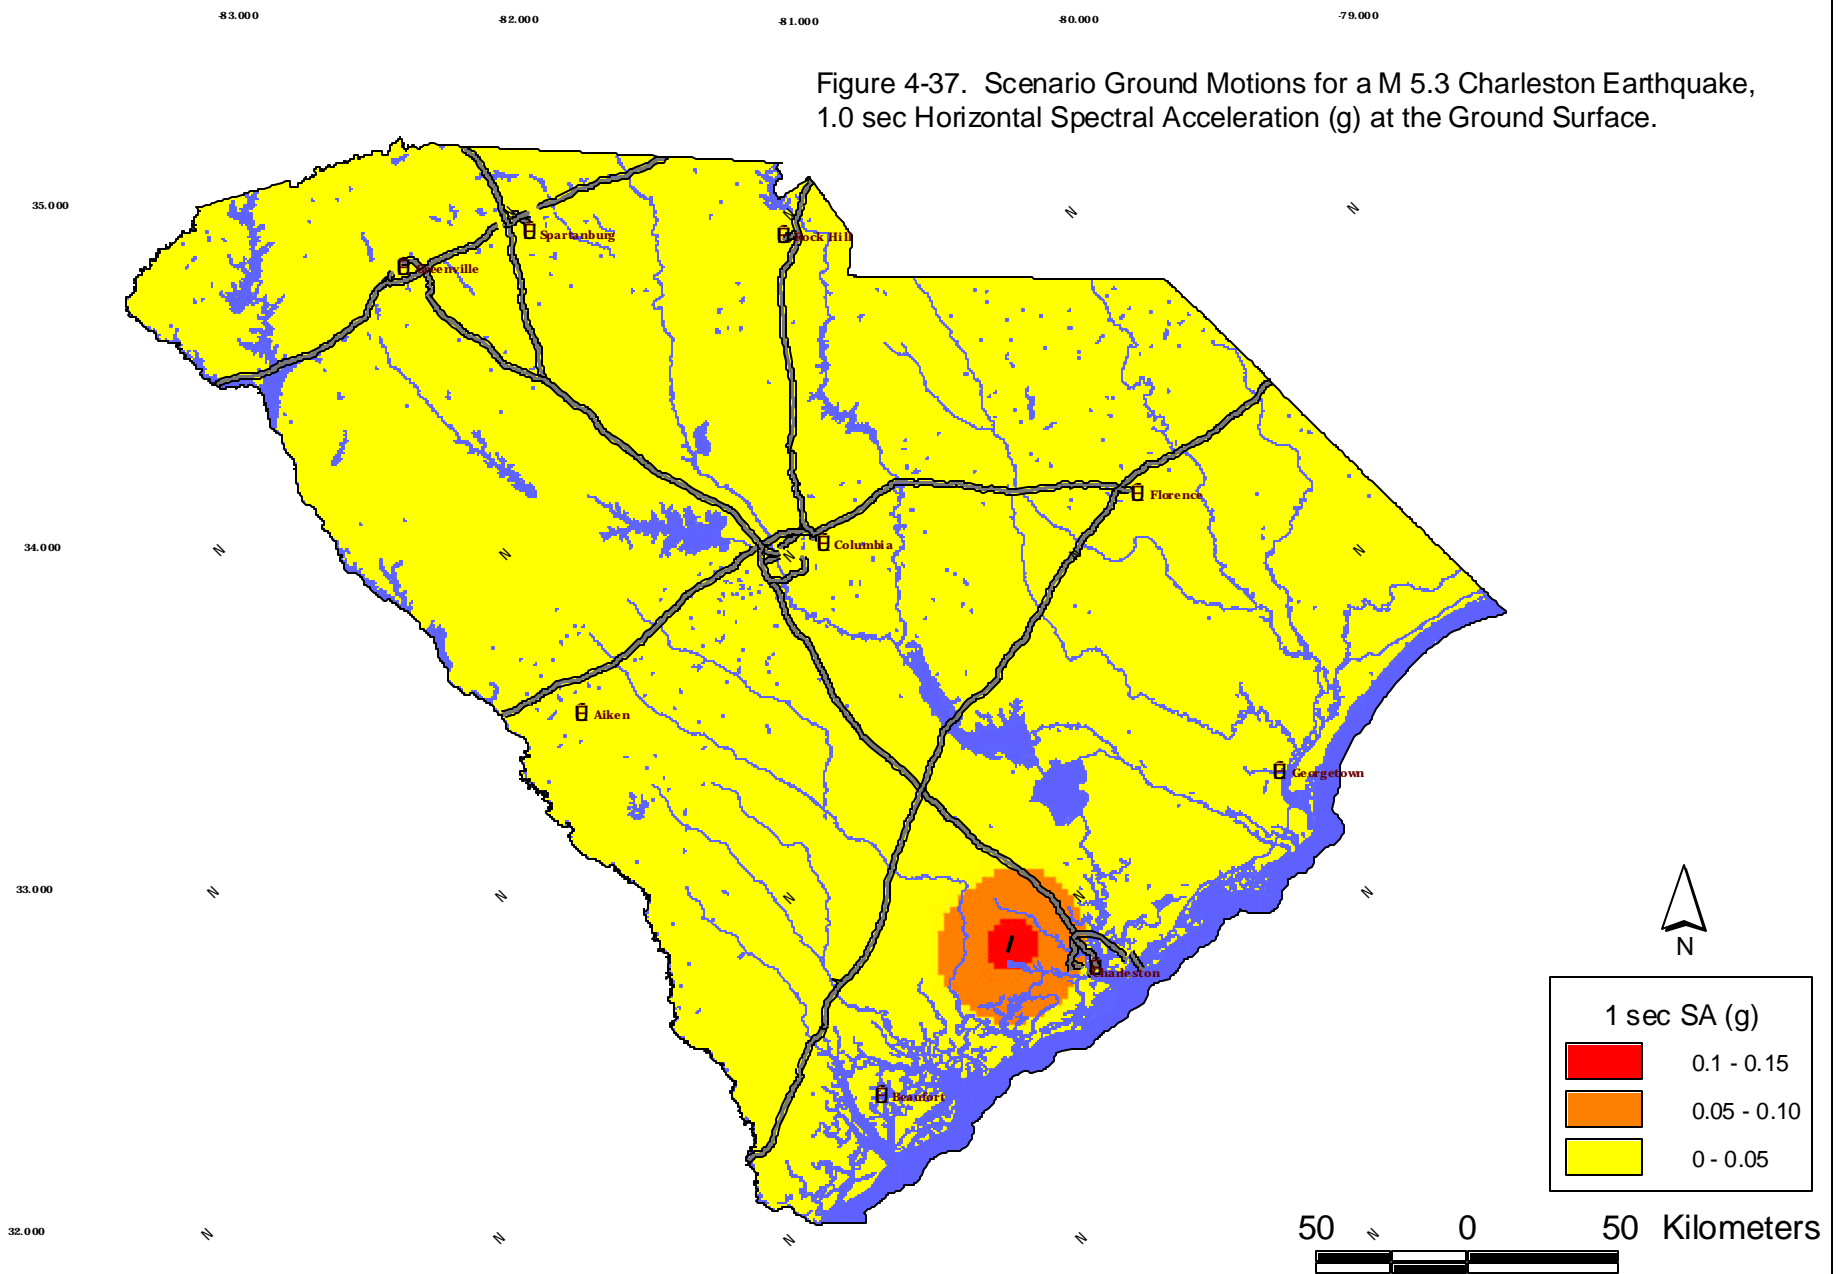 -83.000
-82.000
-81.000
-80.000
-79.000
Figure 4-37. Scenario Ground Motions for a M 5.3 Charleston Earthquake,
1.0 sec Horizontal Spectral Acceleration (g) at the Ground Surface.
35.000
N
N
N
Spartanburg
Rock Hill
Greenville
Florence
34.000
N
N
N
N
Columbia
Aiken
Georgetown
33.000
N
N
N
N
N
Charleston
N
1 sec SA (g)
0.1 - 0.15
0.05 - 0.10
0 - 0.05
Beaufort
32.000
N
N
N
N
N
50 0 50 Kilometers